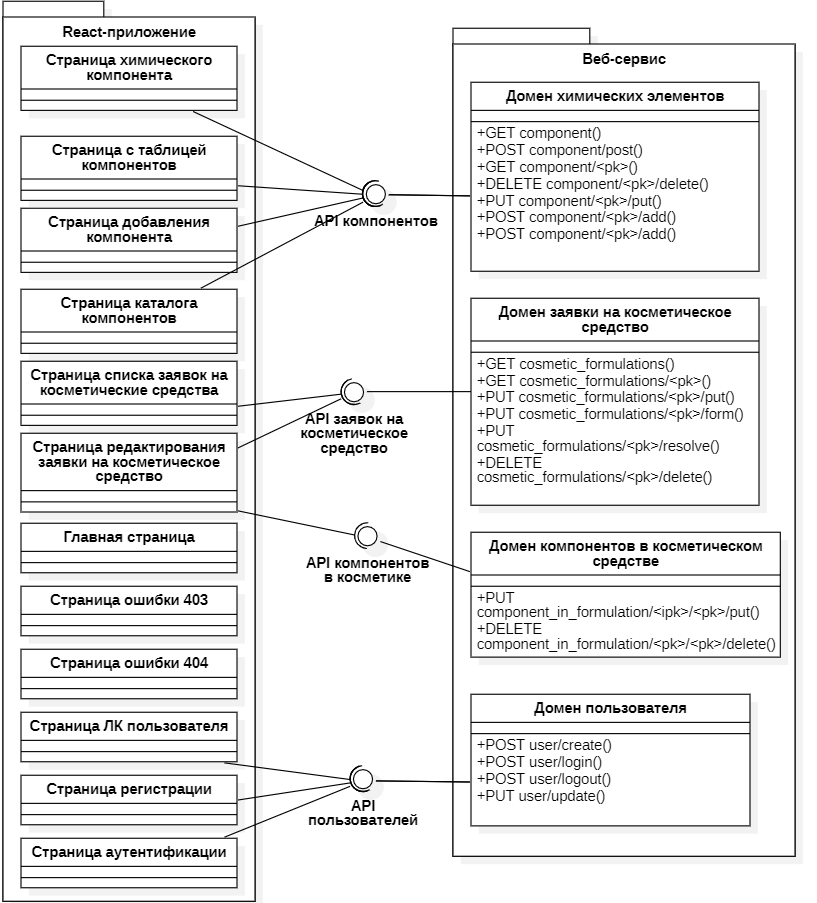 React-приложение
Страница химического
компонента
Страница с таблицей
компонентов
Страница добавления
компонента
Страница каталога
компонентов
Страница списка заявок на
косметические средства
Страница редактирования
заявки на косметическое
средство
Главная страница
Страница ошибки 403
Страница ошибки 404
Страница ЛК пользователя
Страница регистрации
Страница аутентификации
API компонентов
API заявок на
косметическое
средство
API компонентов
в косметике
API
пользователей
Веб-сервис
Домен химических элементов
+GET component()
+POST component/post()
+GET component/<pk>()
+DELETE component/<pk>/delete()
+PUT component/<pk>/put()
+POST component/<pk>/add()
+POST component/<pk>/add()
Домен заявки на косметическое
средство
+GET cosmetic_formulations()
+GET cosmetic_formulations/<pk>()
+PUT cosmetic_formulations/<pk>/put()
+PUT cosmetic_formulations/<pk>/form()
+PUT
cosmetic_formulations/<pk>/resolve()
+DELETE
cosmetic_formulations/<pk>/delete()
Домен компонентов в косметическом
средстве
+PUT
component_in_formulation/<ipk>/<pk>/put()
+DELETE
component_in_formulation/<pk>/<pk>/delete()
Домен пользователя
+POST user/create()
+POST user/login()
+POST user/logout()
+PUT user/update()